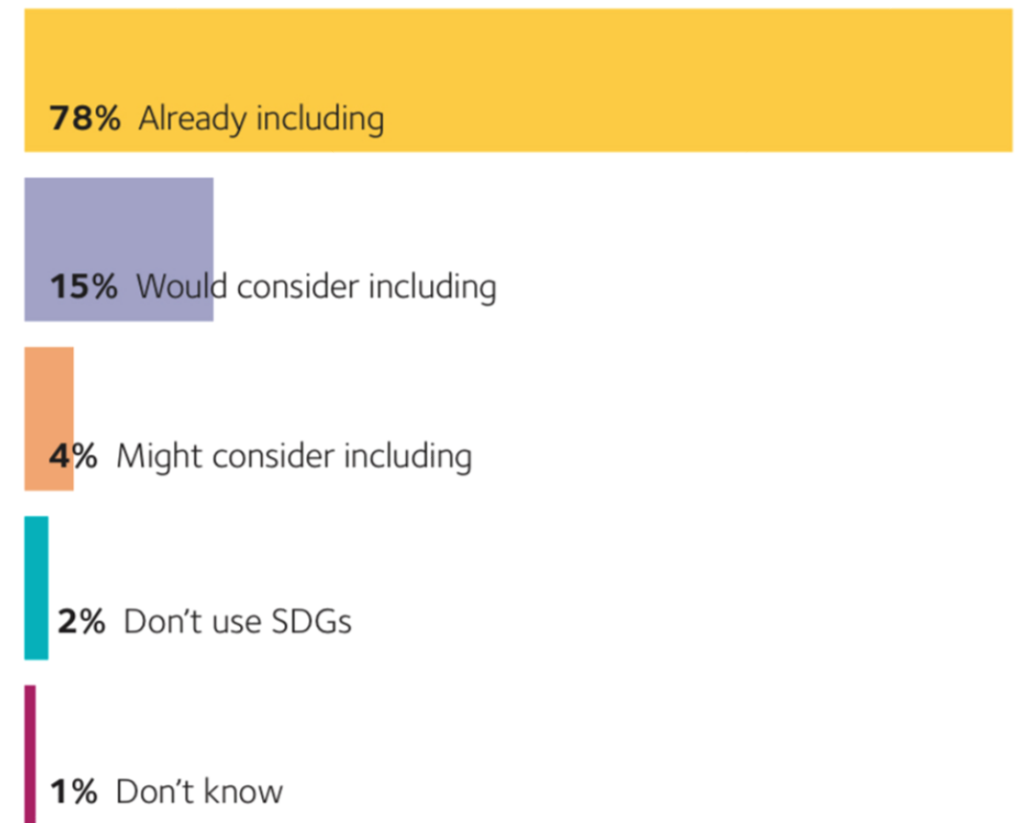 78% Already including
15% Would consider including
4% Might consider including
2% Don’t use SDGs
1% Don’t know